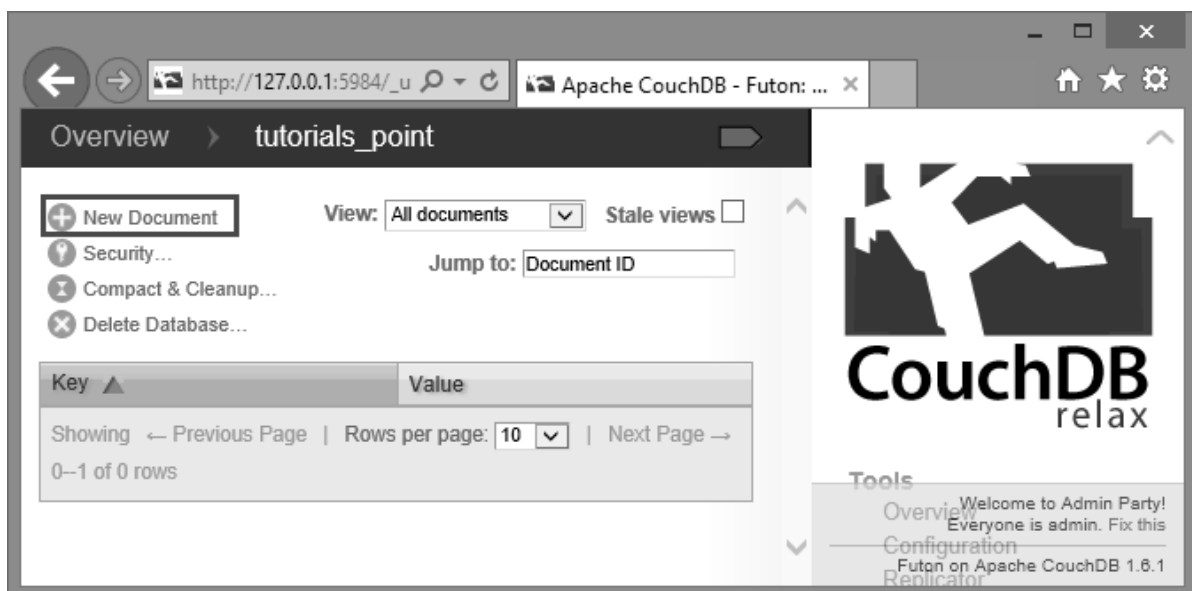 http://127.0.0.1:5984/_u
Apache CouchDB - Futon: ...
Overview
tutorials_point
New Document
View: All documents
Stale views
Security...
Jump to: Document ID
Compact & Cleanup...
Delete Database...
Key
Value
Showing ← Previous Page | Rows per page: 10 | Next Page →
0--1 of 0 rows
CouchDB
relax
Tools
Overview
Welcome to Admin Party!
Everyone is admin. Fix this
Configuration
Futon on Apache CouchDB 1.6.1
Replicator